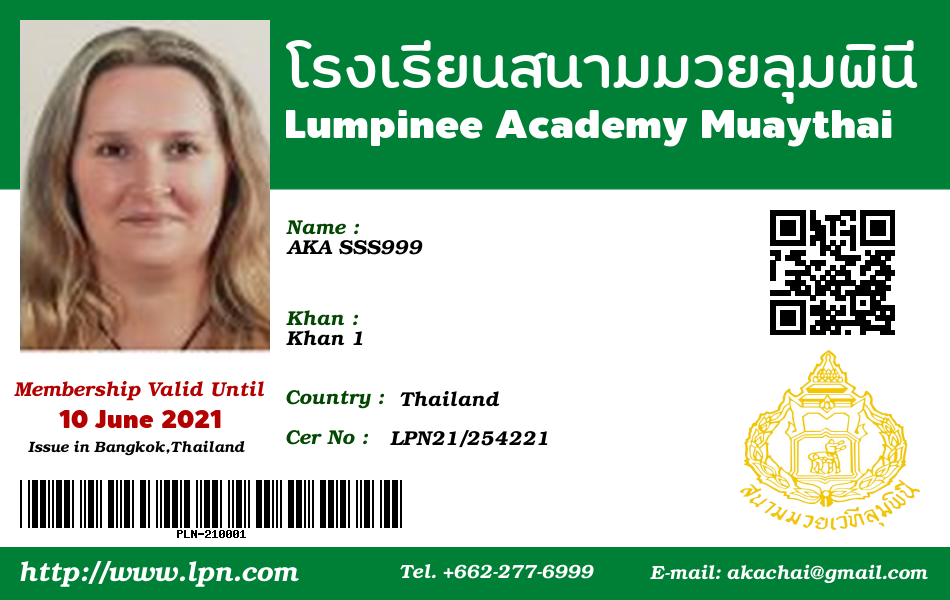 โรงเรียนสนามมวยลุมพินี
Lumpinee Academy Muaythai
Name :
AKA SSS999
Khan :
Khan 1
Membership Valid Until
10 June 2021
Issue in Bangkok,Thailand
Country : Thailand
Cer No : LPN21/254221
PLN-210001
สนามมวยเวทีลุมพินี
http://www.lpn.com
Tel. +662-277-6999
E-mail: akachai@gmail.com